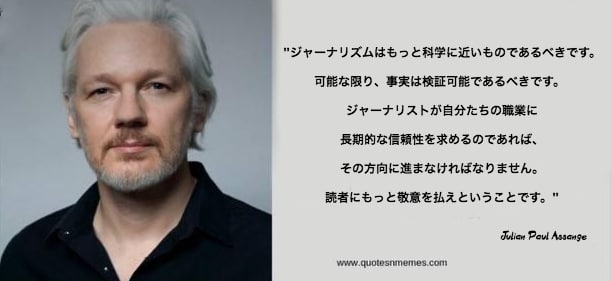 "ジャーナリズムはもっと科学に近いものであるべきです。
可能な限り、事実は検証可能であるべきです。
ジャーナリストが自分たちの職業に
長期的な信頼性を求めるのであれば、
その方向に進まなければなりません。
読者にもっと敬意を払えということです。"
Julian Paul Assange
www.quotesnmemes.com